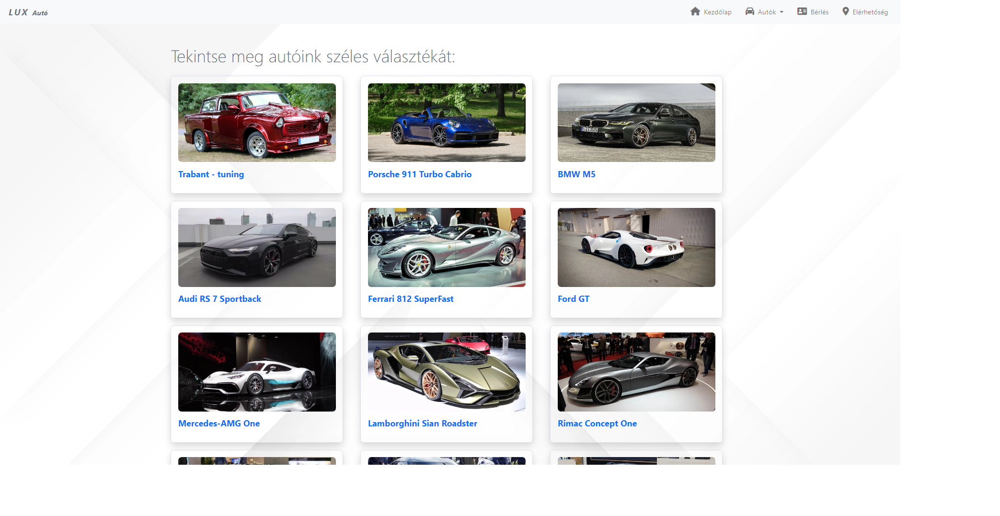 LUX Autó
Kezdőlap
Autók
Bérlés
Elérhetőség
Tekintse meg autóink széles választékát:
Trabant - tuning
Porsche 911 Turbo Cabrio
BMW M5
Audi RS 7 Sportback
Ferrari 812 SuperFast
Ford GT
Mercedes-AMG One
Lamborghini Sian Roadster
Rimac Concept One